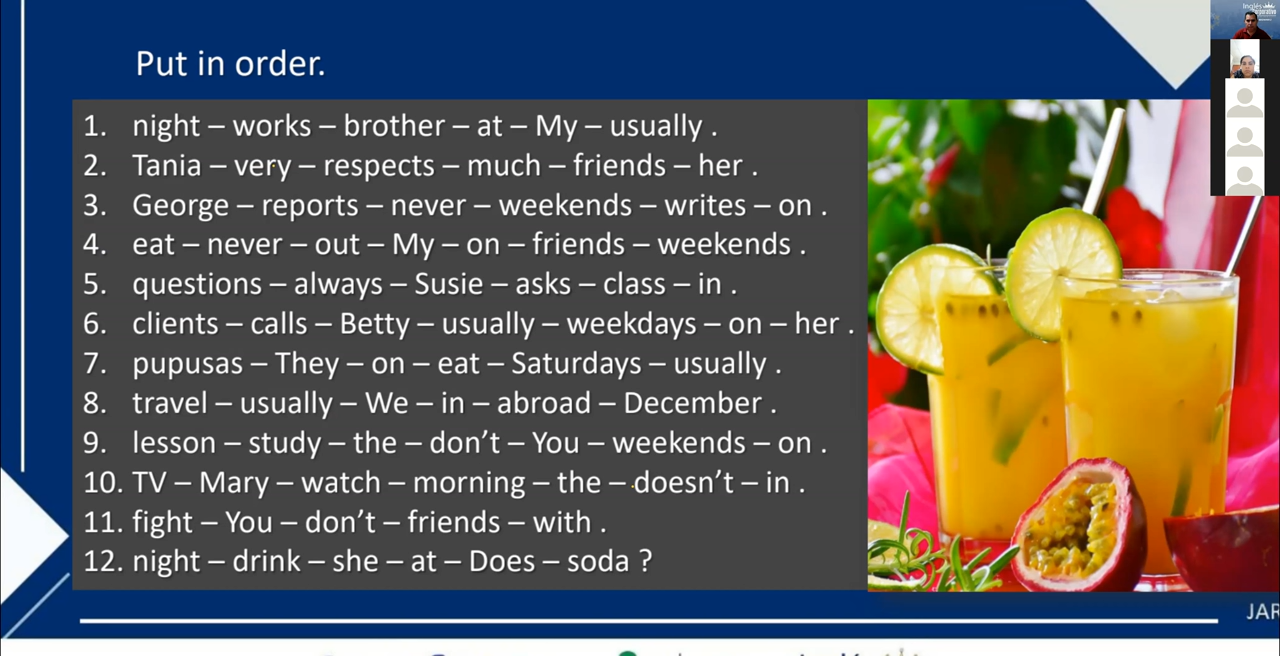 Put in order.
1. night – works – brother – at – My – usually .
2. Tania – very – respects – much – friends – her .
3. George – reports – never – weekends – writes – on .
4. eat – never – out – My – on – friends – weekends .
5. questions – always – Susie – asks – class – in .
6. clients – calls – Betty – usually – weekdays – on – her .
7. pupusas – They – on – eat – Saturdays – usually .
8. travel – usually – We – in – abroad – December .
9. lesson – study – the – don’t – You – weekends – on .
10. TV – Mary – watch – morning – the – doesn’t – in .
11. fight – You – don’t – friends – with .
12. night – drink – she – at – Does – soda ?
JAR